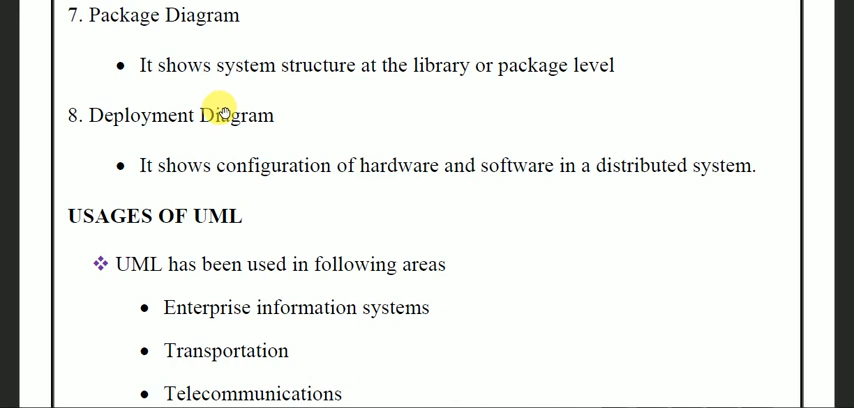 7. Package Diagram
• It shows system structure at the library or package level
8. Deployment Diagram
• It shows configuration of hardware and software in a distributed system.
USAGES OF UML
❖ UML has been used in following areas
• Enterprise information systems
• Transportation
• Telecommunications